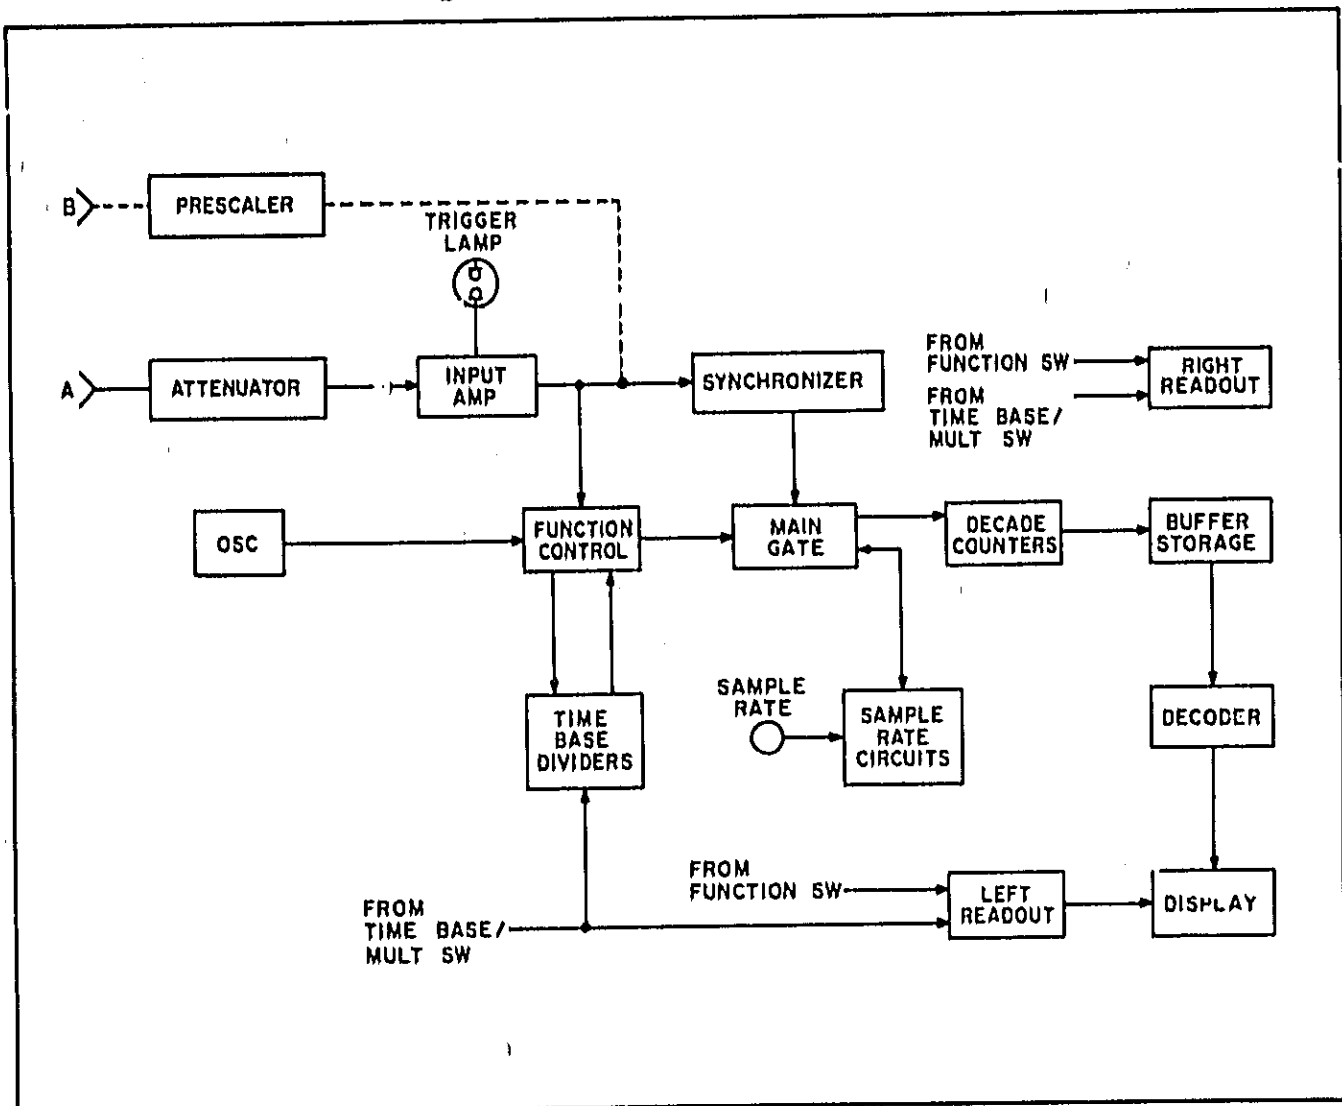 B
PRESCALER
TRIGGER
LAMP
A
ATTENUATOR
INPUT
AMP
SYNCHRONIZER
FROM
FUNCTION SW
FROM
TIME BASE/
MULT SW
RIGHT
READOUT
OSC
FUNCTION
CONTROL
MAIN
GATE
DECADE
COUNTERS
BUFFER
STORAGE
TIME
BASE
DIVIDERS
SAMPLE
RATE
SAMPLE
RATE
CIRCUITS
DECODER
FROM
TIME BASE/
MULT SW
FROM
FUNCTION SW
LEFT
READOUT
DISPLAY